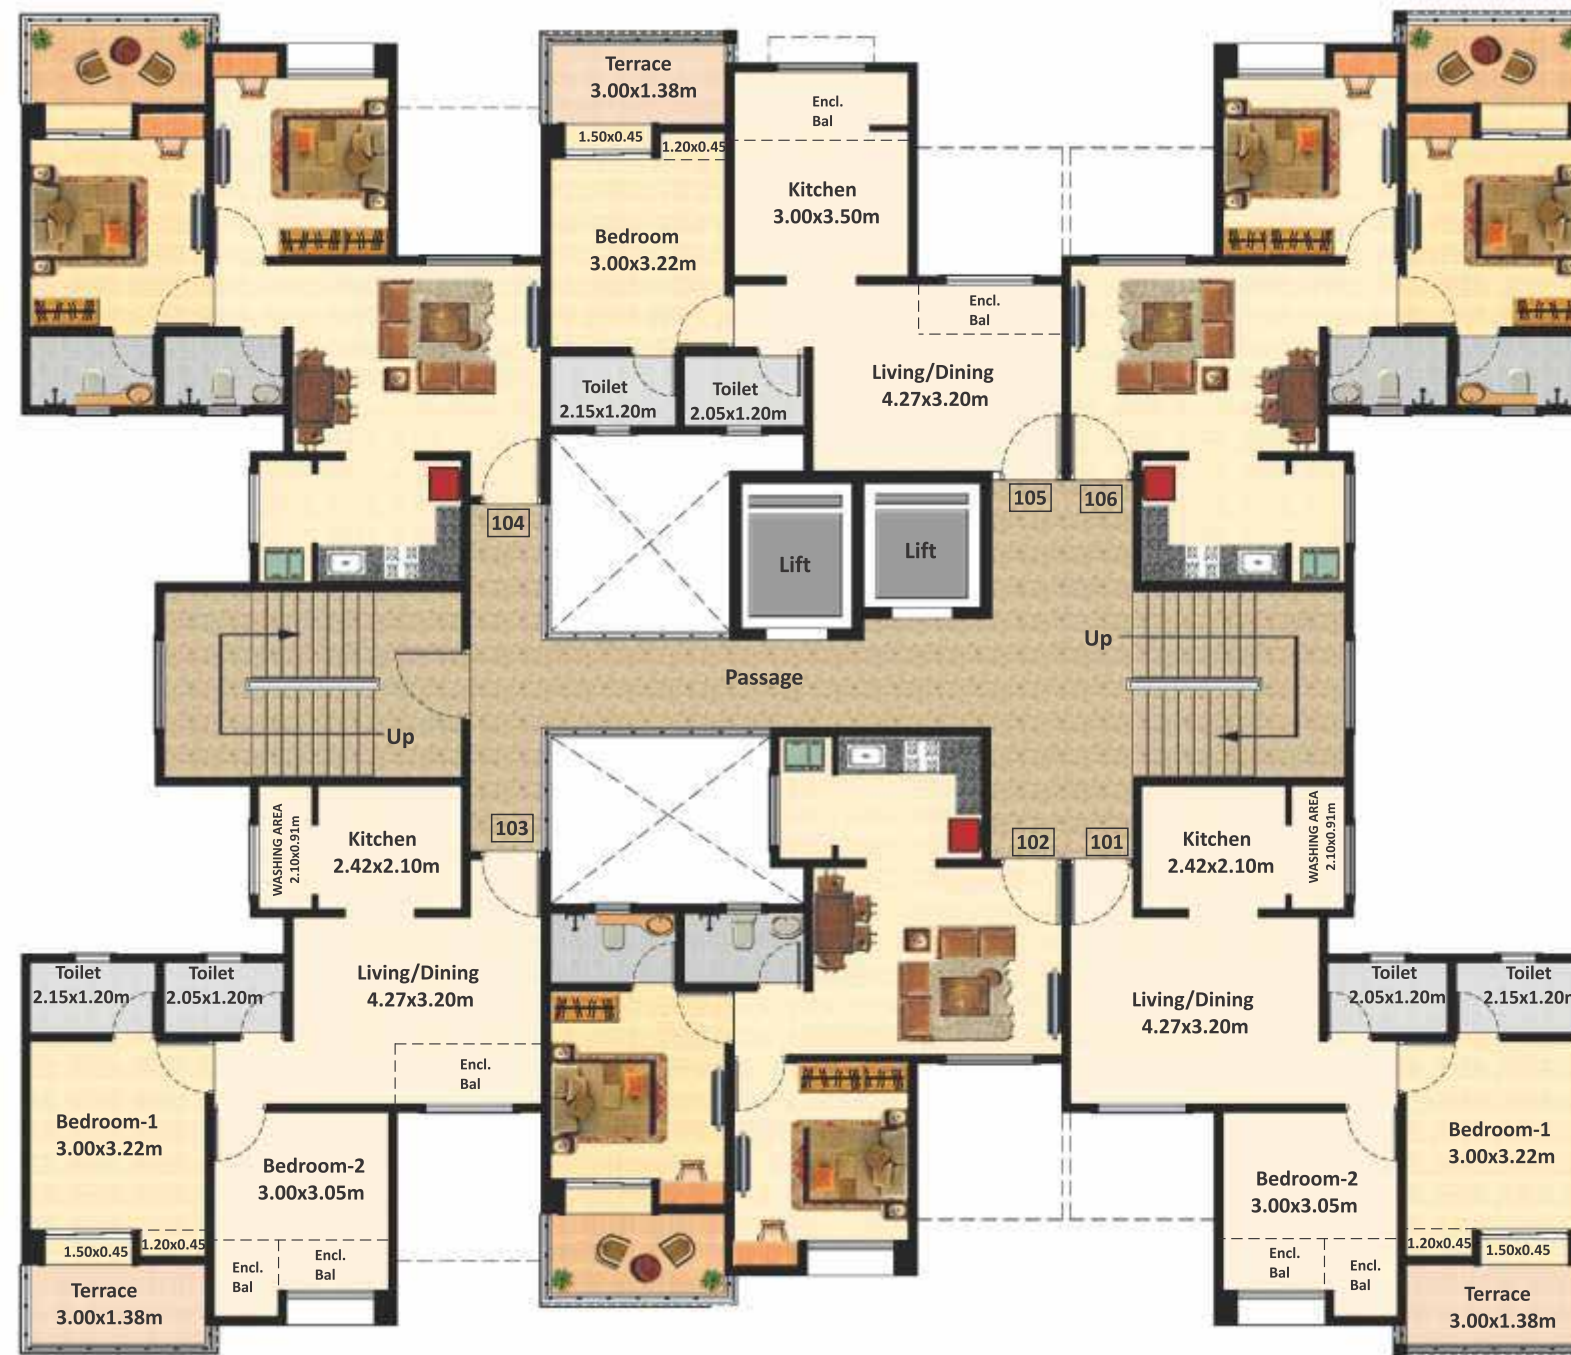 Terrace
3.00x1.38m
1.50x0.45
1.20x0.45
Encl.
Bal
Kitchen
3.00x3.50m
Bedroom
3.00x3.22m
Encl.
Bal
Toilet
2.15x1.20m
Toilet
2.05x1.20m
Living/Dining
4.27x3.20m
104
105
106
Lift
Lift
Up
Passage
Up
103
102
101
WASHING AREA
2.10x0.91m
Kitchen
2.42x2.10m
Kitchen
2.42x2.10m
WASHING AREA
2.10x0.91m
Toilet
2.15x1.20m
Toilet
2.05x1.20m
Living/Dining
4.27x3.20m
Encl.
Bal
Living/Dining
4.27x3.20m
Toilet
2.05x1.20m
Toilet
2.15x1.20m
Bedroom-1
3.00x3.22m
Bedroom-2
3.00x3.05m
Bedroom-2
3.00x3.05m
Bedroom-1
3.00x3.22m
1.50x0.45
1.20x0.45
Encl.
Bal
Encl.
Bal
Encl.
Bal
Encl.
Bal
1.20x0.45
1.50x0.45
Terrace
3.00x1.38m
Terrace
3.00x1.38m